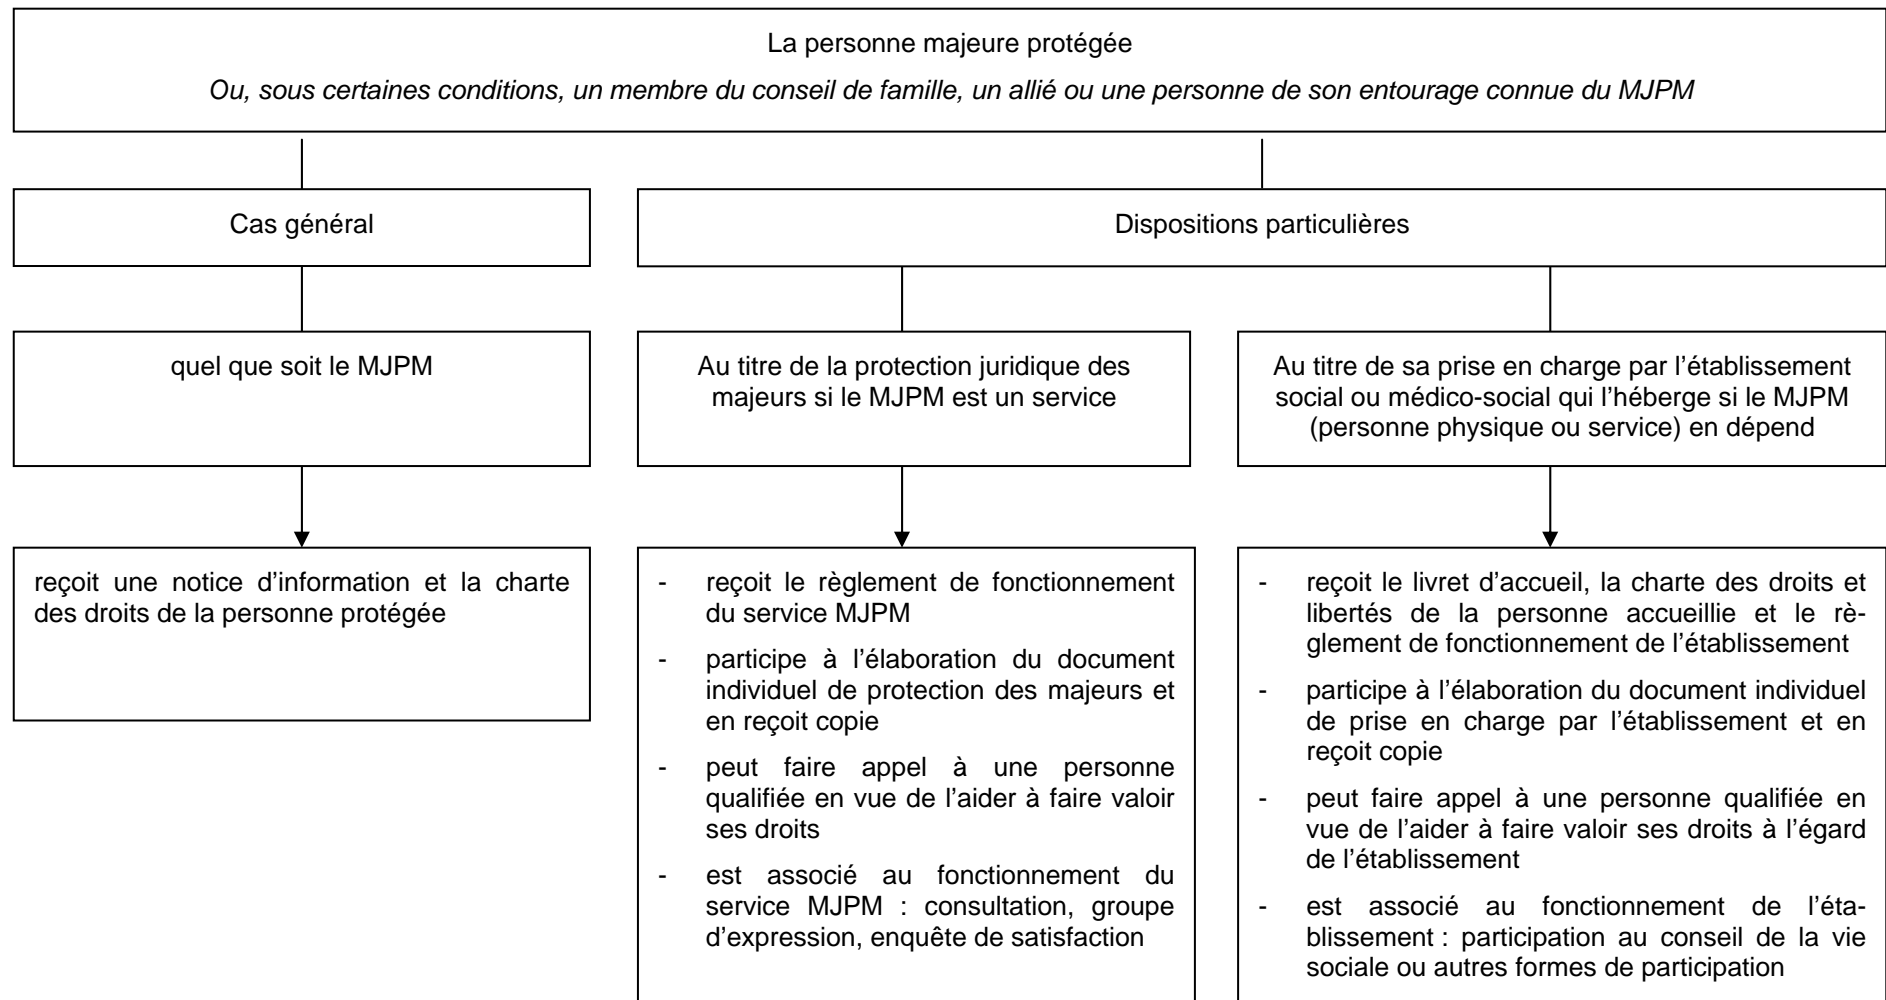 La personne majeure protégée
Ou, sous certaines conditions, un membre du conseil de famille, un allié ou une personne de son entourage connue du MJPM
Cas général
Dispositions particulières
quel que soit le MJPM
Au titre de la protection juridique des
majeurs si le MJPM est un service
Au titre de sa prise en charge par l’établissement
social ou médico-social qui l’héberge si le MJPM
(personne physique ou service) en dépend
reçoit une notice d’information et la charte
des droits de la personne protégée
- reçoit le règlement de fonctionnement
du service MJPM
- participe à l’élaboration du document
individuel de protection des majeurs et
en reçoit copie
- peut faire appel à une personne
qualifiée en vue de l’aider à faire valoir
ses droits
- est associé au fonctionnement du
service MJPM : consultation, groupe
d’expression, enquête de satisfaction
- reçoit le livret d’accueil, la charte des droits et
libertés de la personne accueillie et le rè-
glement de fonctionnement de l’établissement
- participe à l’élaboration du document individuel
de prise en charge par l’établissement et en
reçoit copie
- peut faire appel à une personne qualifiée en
vue de l’aider à faire valoir ses droits à l’égard
de l’établissement
- est associé au fonctionnement de l’éta-
blissement : participation au conseil de la vie
sociale ou autres formes de participation